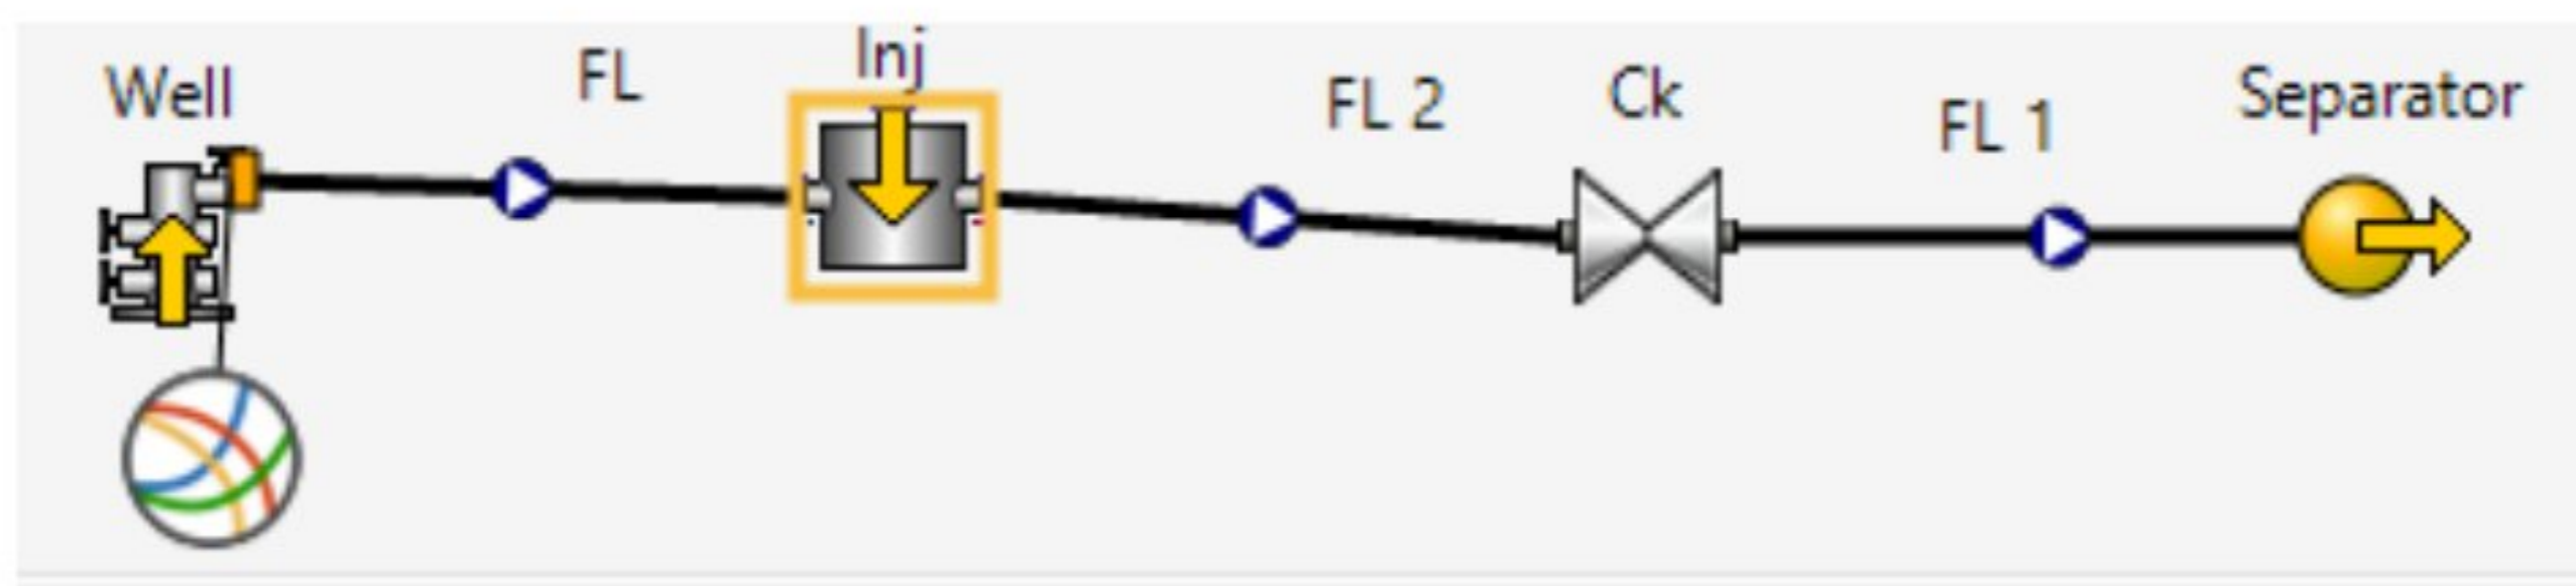 Well
FL
Inj
FL 2
Ck
FL 1
Separator